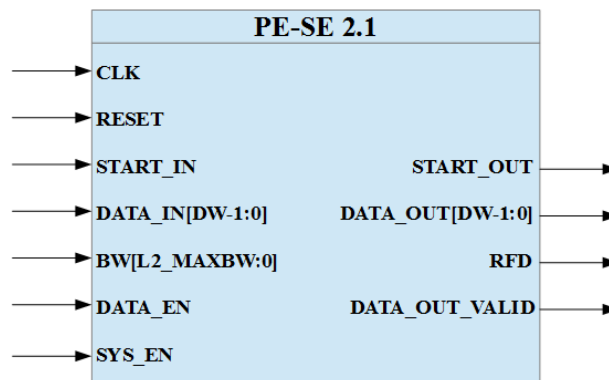 PE-SE 2.1
CLK
RESET
START_IN
START_OUT
DATA_IN[DW-1:0]
DATA_OUT[DW-1:0]
BW[L2_MAXBW:0]
RFD
DATA_EN
DATA_OUT_VALID
SYS_EN